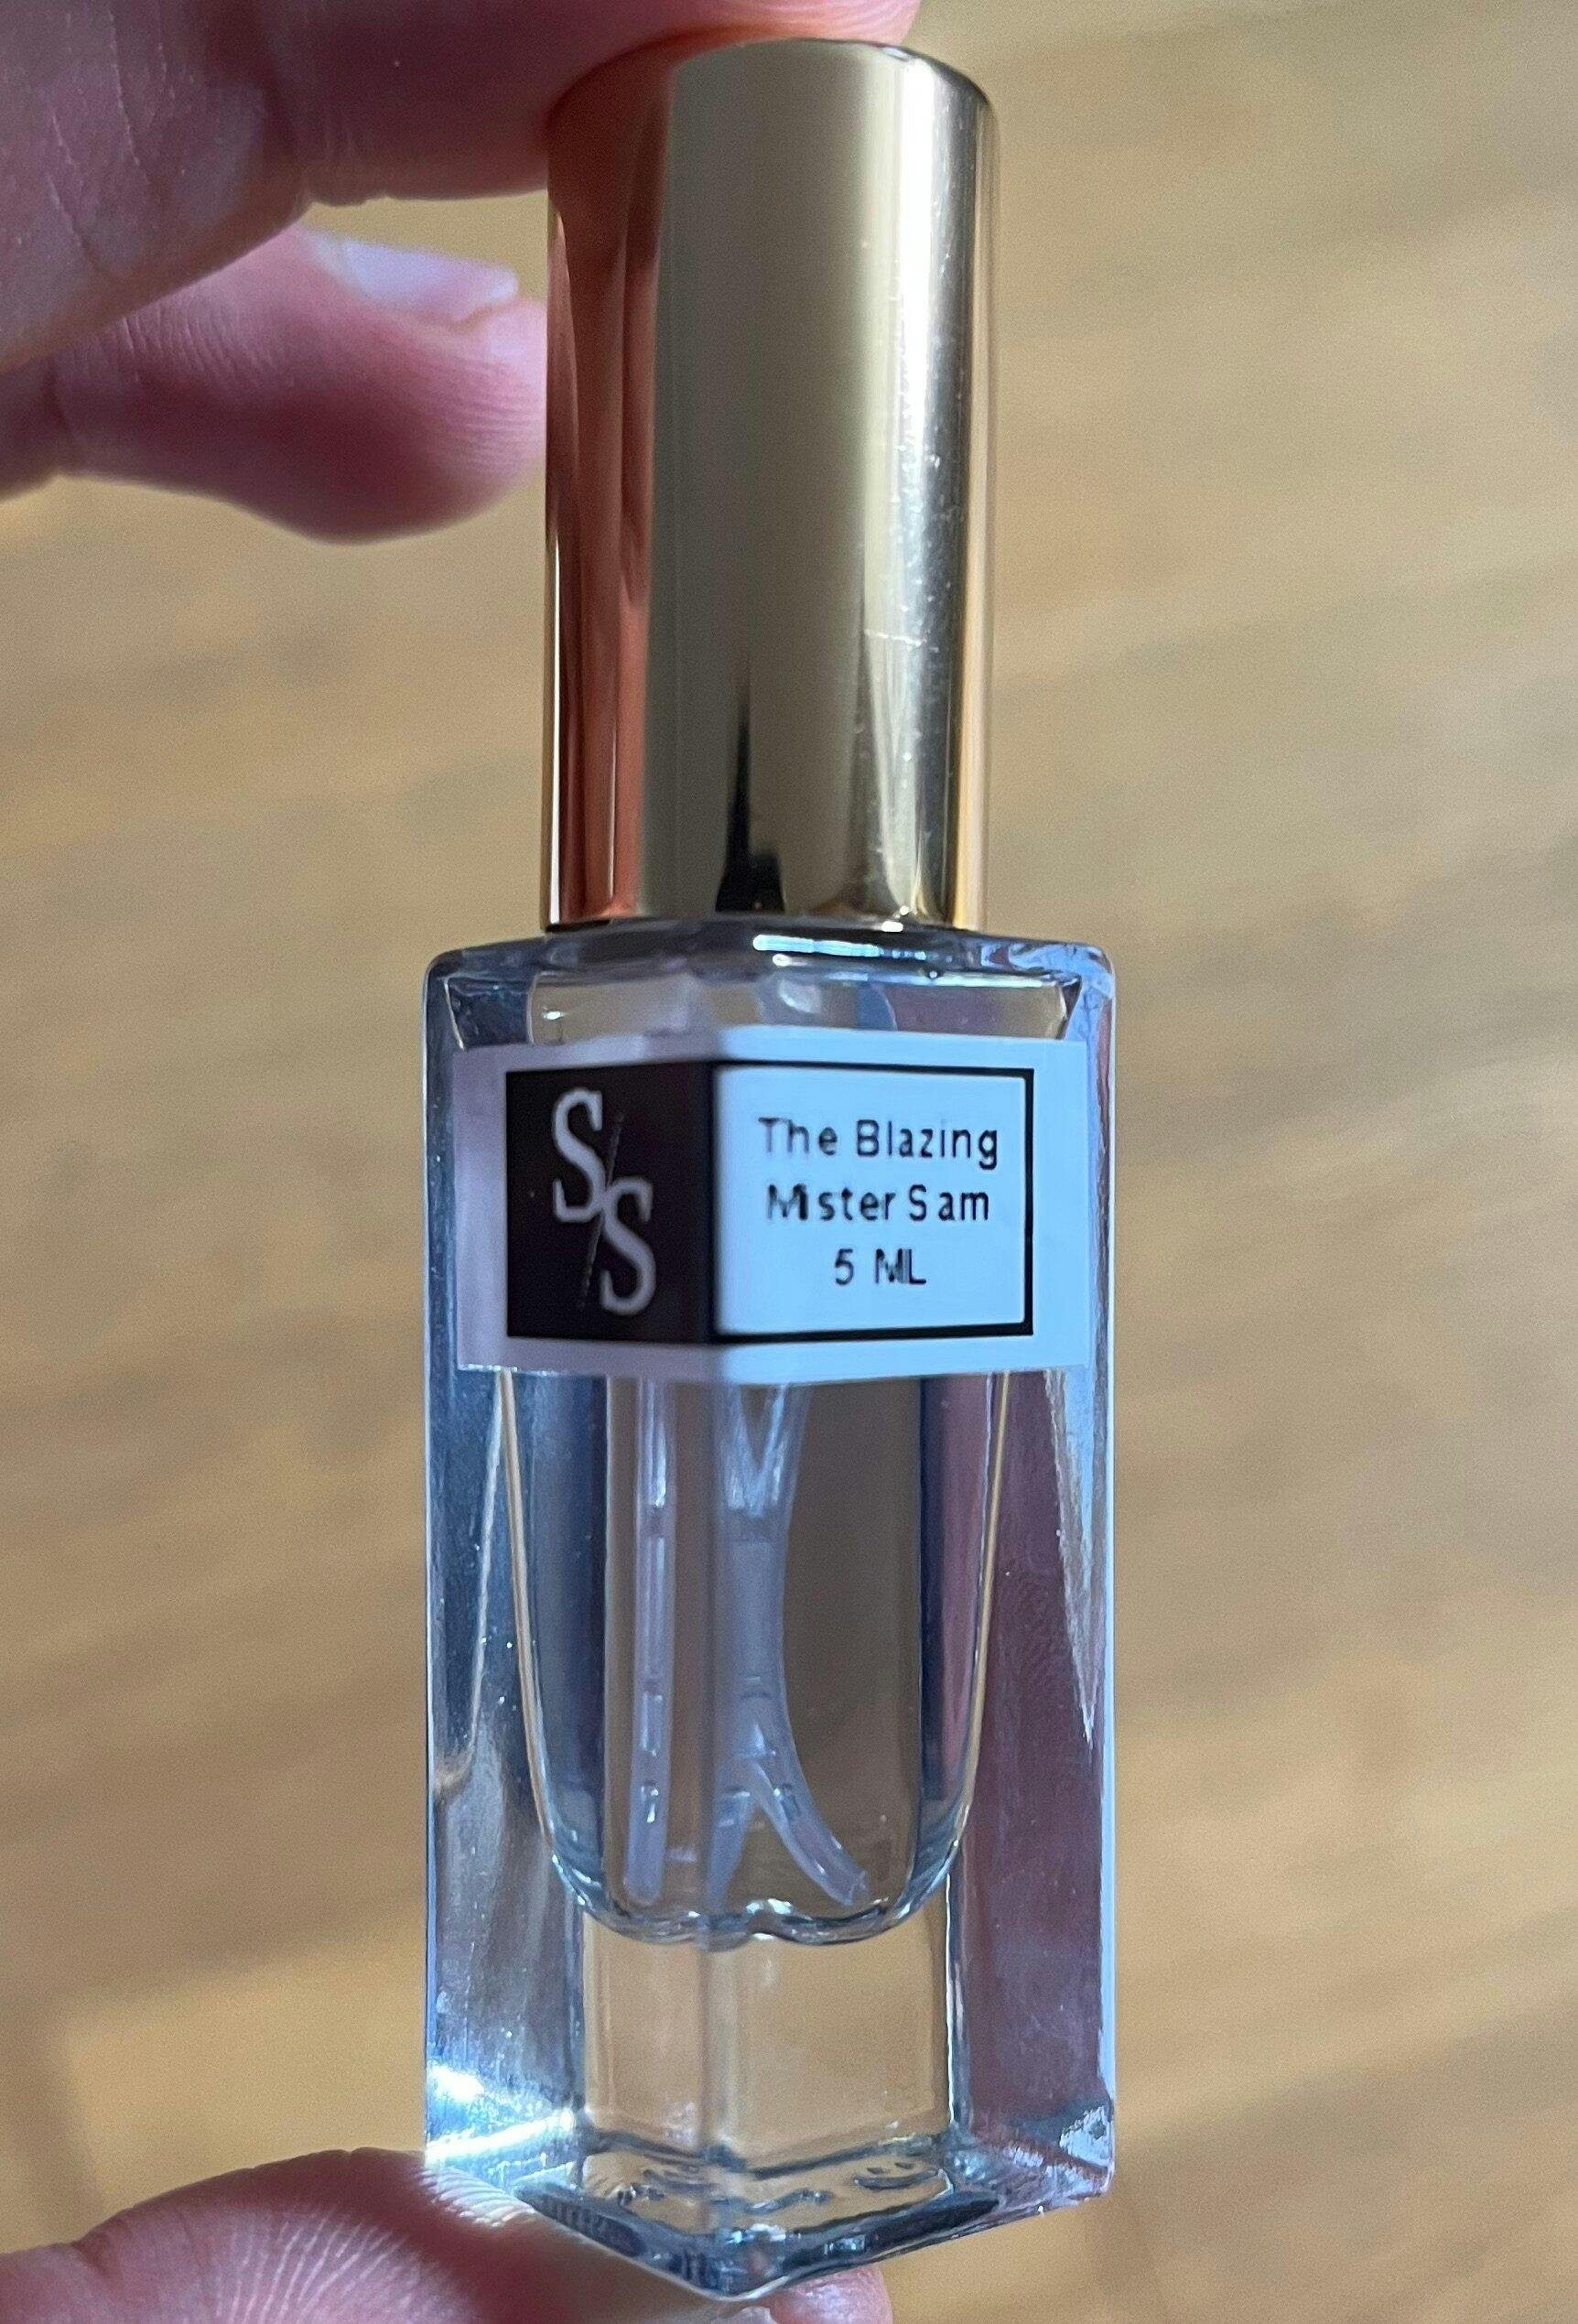 S/S
The Blazing
Mister Sam
5 ML